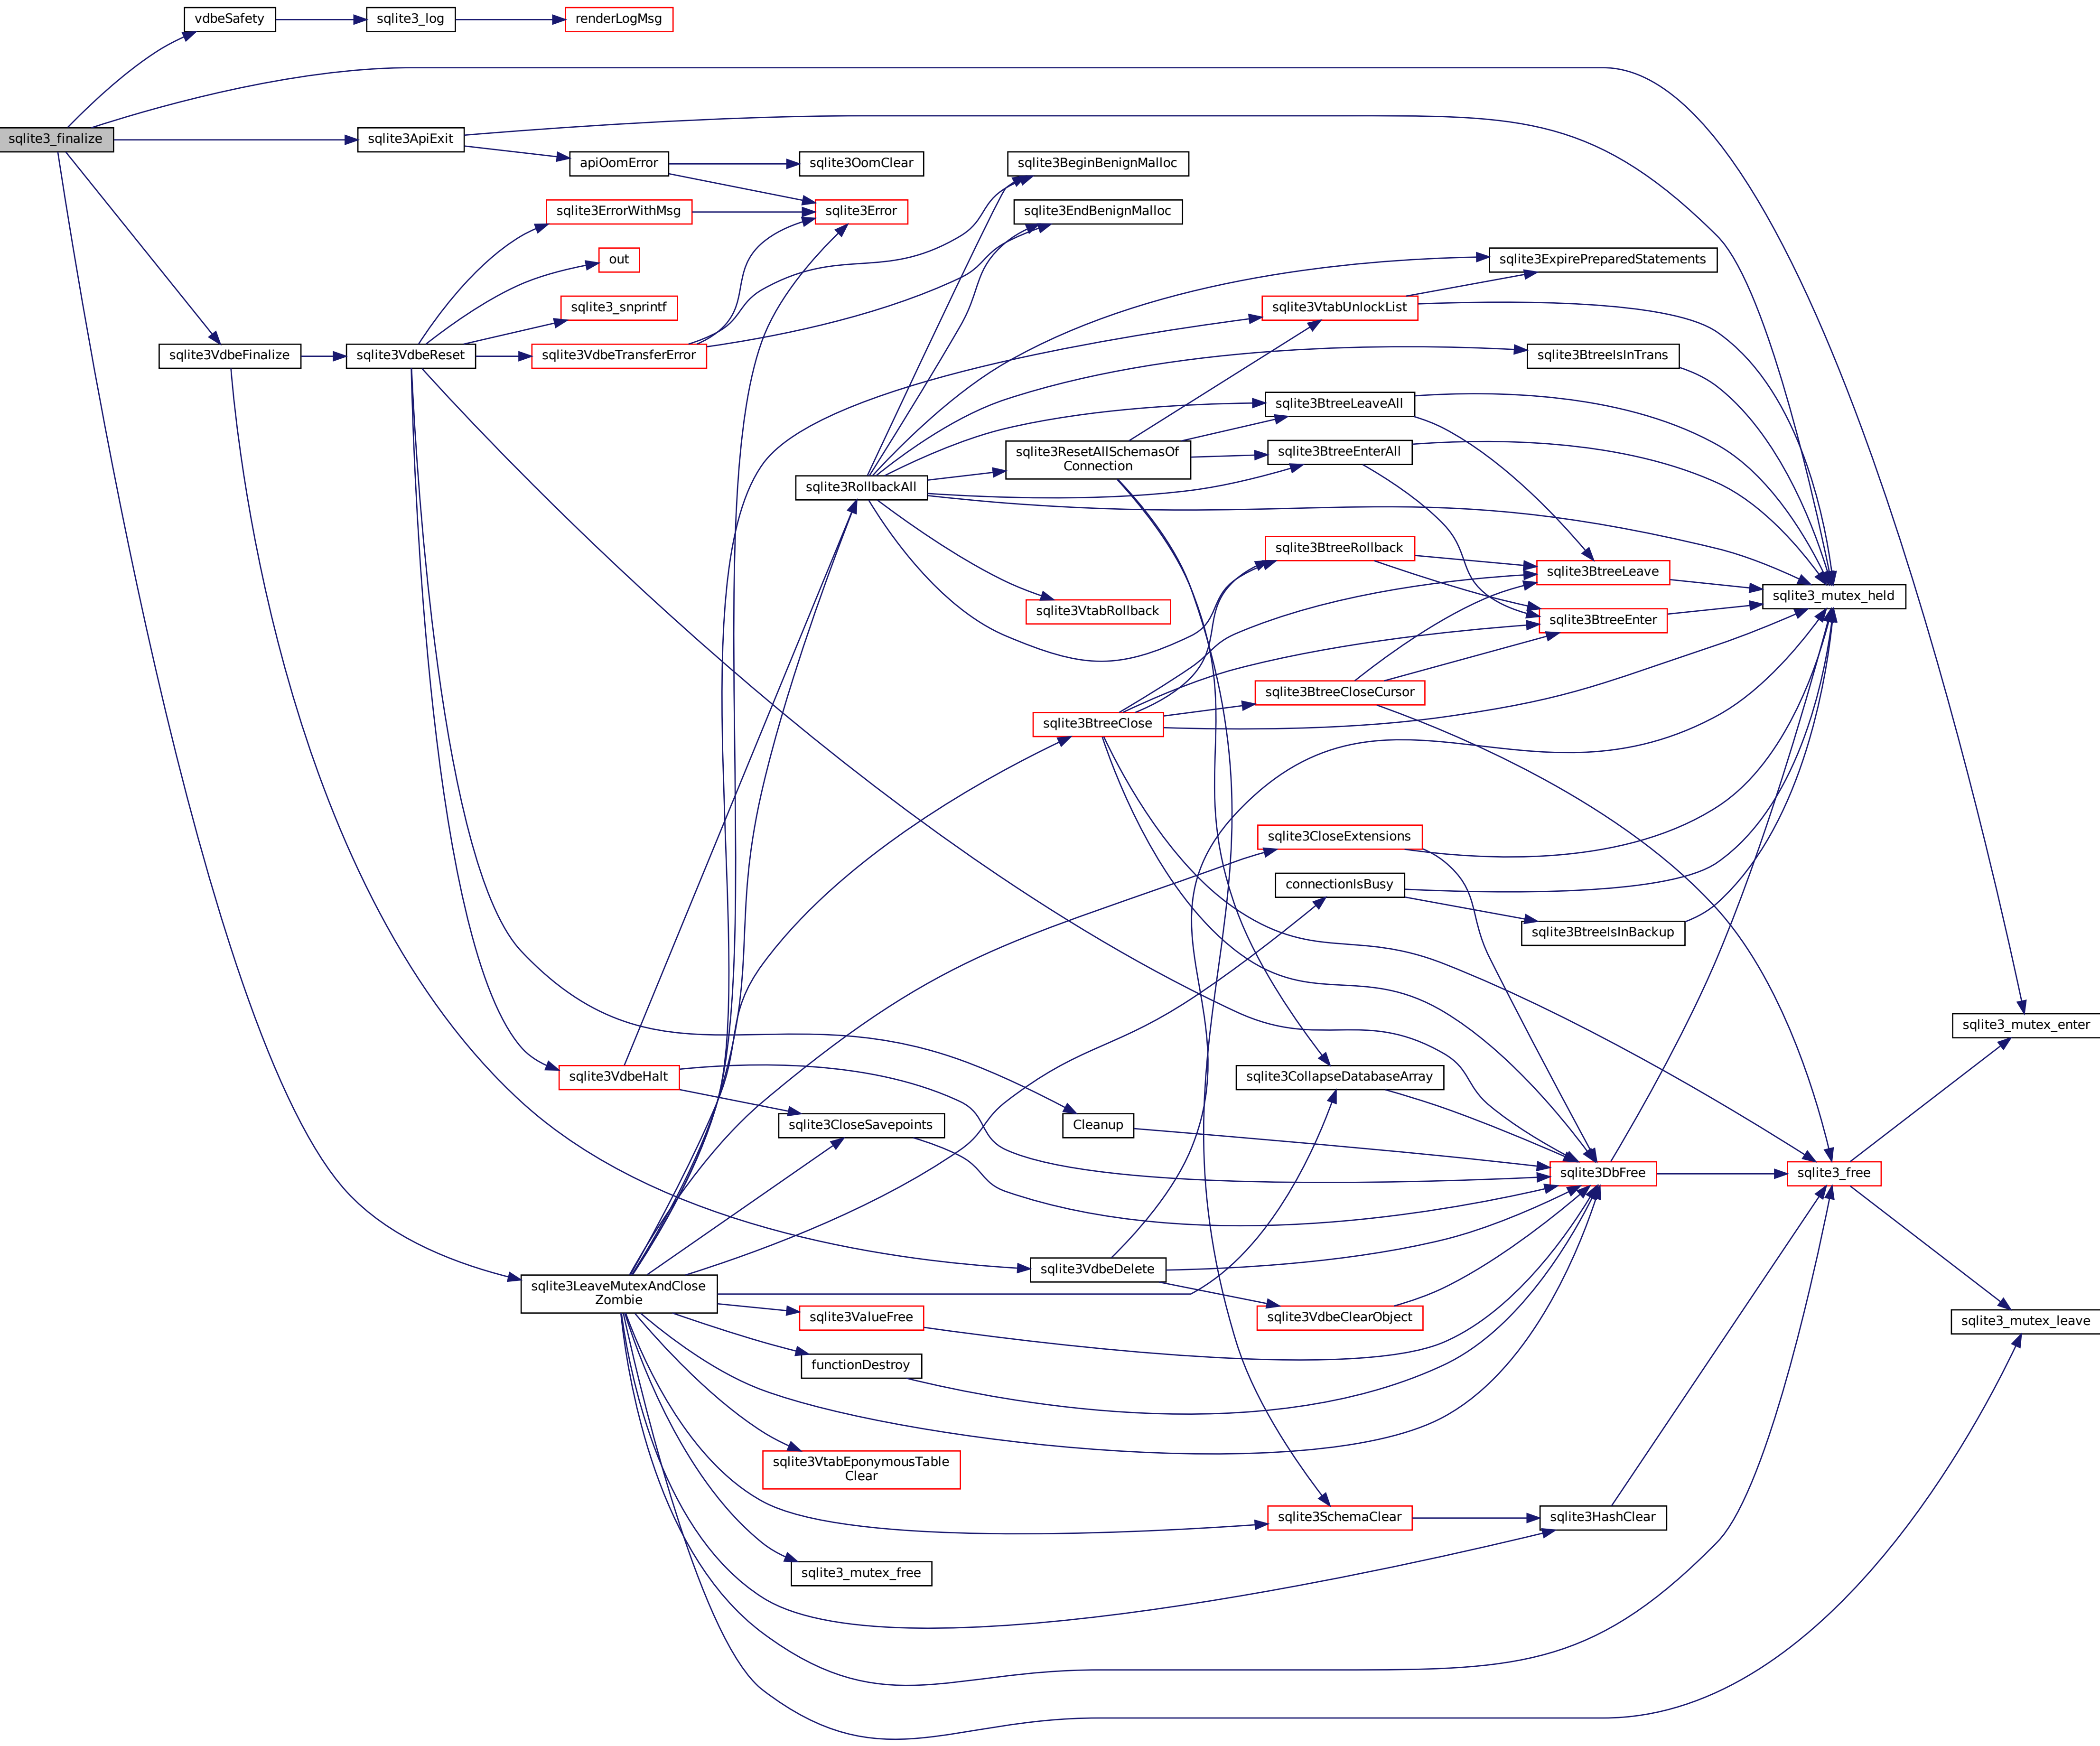 vdbeSafety
sqlite3_log
renderLogMsg
sqlite3_finalize
sqlite3ApiExit
apiOomError
sqlite3OomClear
sqlite3BeginBenignMalloc
sqlite3ErrorWithMsg
sqlite3Error
sqlite3EndBenignMalloc
out
sqlite3ExpirePreparedStatements
sqlite3_snprintf
sqlite3VtabUnlockList
sqlite3VdbeFinalize
sqlite3VdbeReset
sqlite3VdbeTransferError
sqlite3BtreeIsInTrans
sqlite3BtreeLeaveAll
sqlite3ResetAllSchemasOf
Connection
sqlite3BtreeEnterAll
sqlite3RollbackAll
sqlite3BtreeRollback
sqlite3BtreeLeave
sqlite3_mutex_held
sqlite3VtabRollback
sqlite3BtreeEnter
sqlite3BtreeCloseCursor
sqlite3BtreeClose
sqlite3CloseExtensions
connectionIsBusy
sqlite3BtreeIsInBackup
sqlite3_mutex_enter
sqlite3VdbeHalt
sqlite3CollapseDatabaseArray
sqlite3CloseSavepoints
Cleanup
sqlite3DbFree
sqlite3_free
sqlite3VdbeDelete
sqlite3LeaveMutexAndClose
Zombie
sqlite3ValueFree
sqlite3VdbeClearObject
sqlite3_mutex_leave
functionDestroy
sqlite3VtabEponymousTable
Clear
sqlite3SchemaClear
sqlite3HashClear
sqlite3_mutex_free